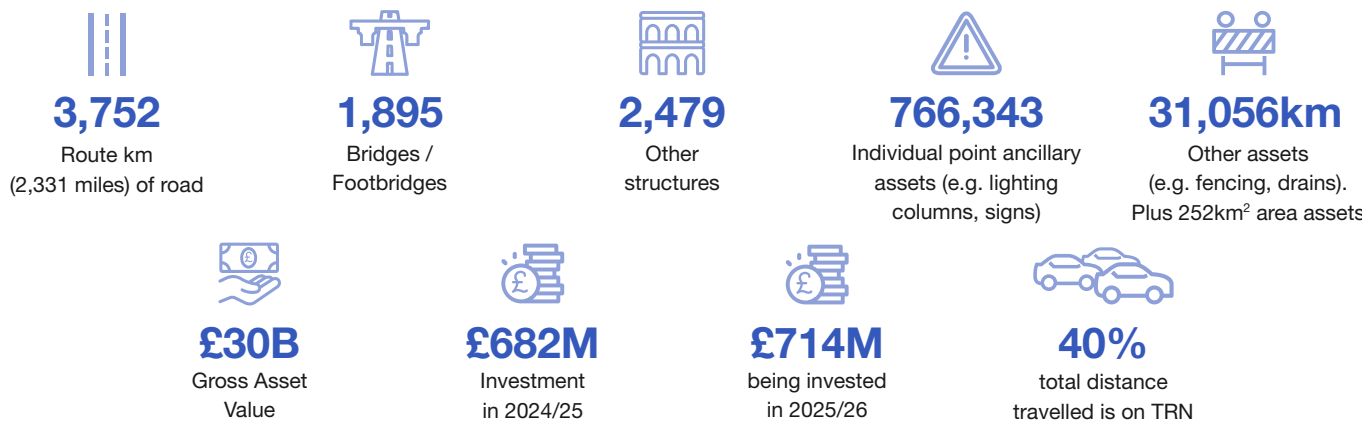 3,752
Route km
(2,331 miles) of road
1,895
Bridges /
Footbridges
2,479
Other
structures
766,343
Individual point ancillary
assets (e.g. lighting
columns, signs)
31,056km
Other assets
(e.g. fencing, drains).
Plus 252km² area assets
£
£30B
Gross Asset
Value
£
£682M
Investment
in 2024/25
£
£714M
being invested
in 2025/26
40%
total distance
travelled is on TRN